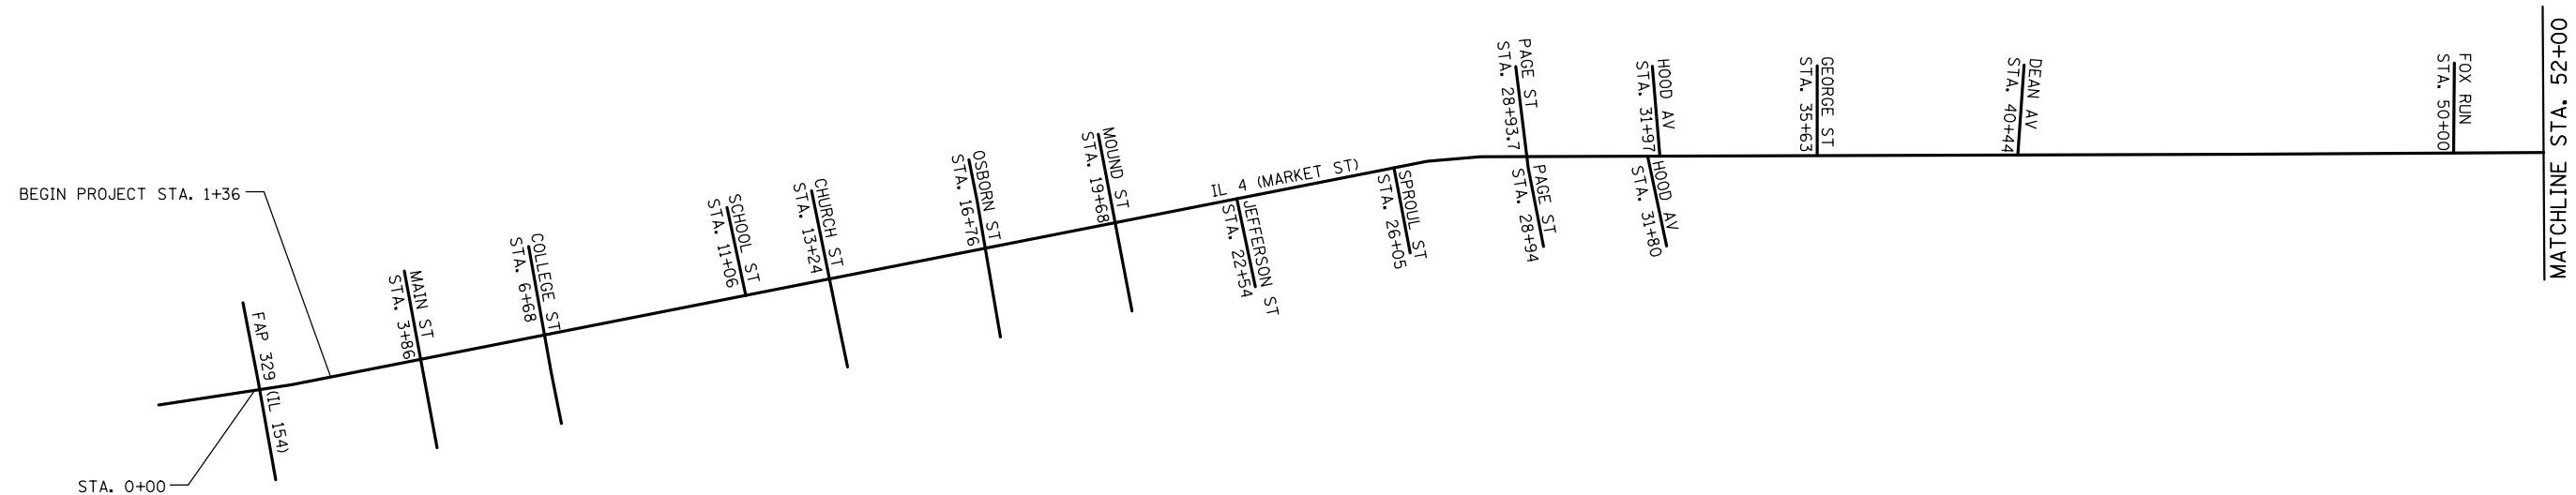 BEGIN PROJECT STA. 1+36
STA. 0+00
FAP 329 (IL 154)
MAIN ST
STA. 3+86
COLLEGE ST
STA. 6+68
SCHOOL ST
STA. 11+06
CHURCH ST
STA. 13+24
OSBORN ST
STA. 16+76
MOUND ST
STA. 19+68
IL 4 (MARKET ST)
JEFFERSON ST
STA. 22+54
SPROUL ST
STA. 26+05
PAGE ST
STA. 28+93.7
PAGE ST
STA. 28+94
HOOD AV
STA. 31+97
HOOD AV
STA. 31+80
GEORGE ST
STA. 35+63
DEAN AV
STA. 40+44
FOX RUN
STA. 50+00
MATCHLINE STA. 52+00